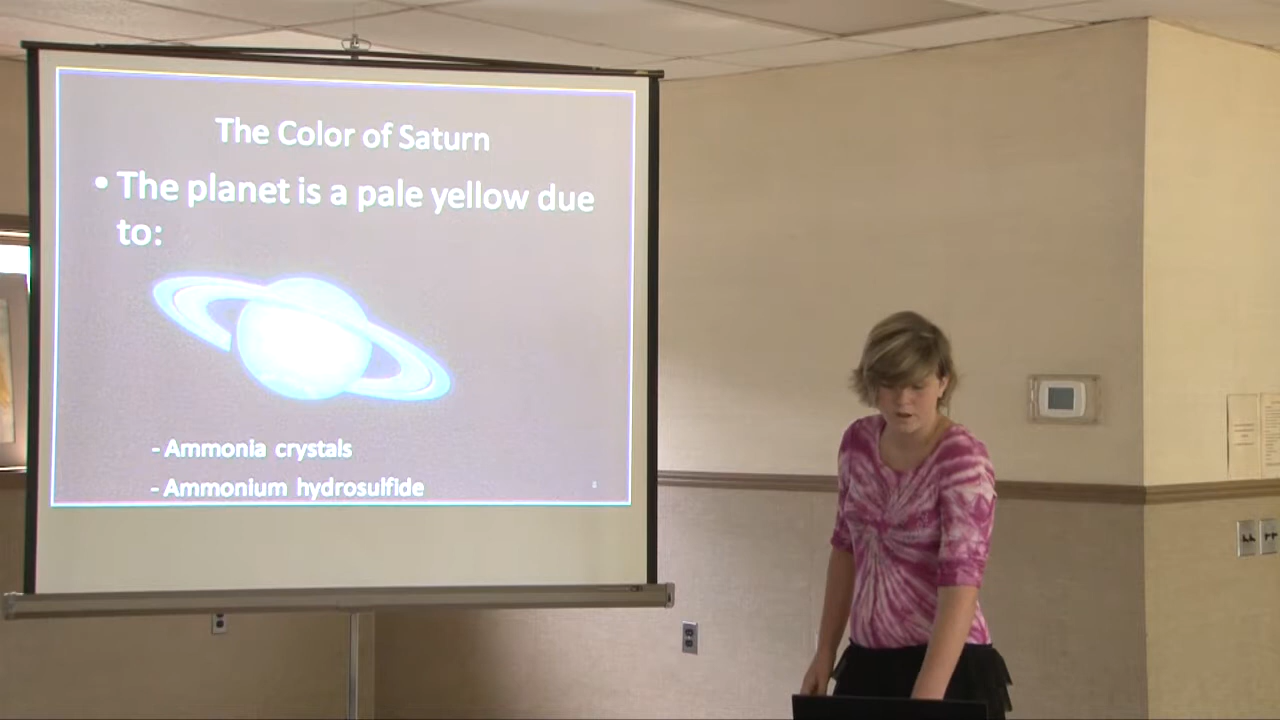 The Color of Saturn
• The planet is a pale yellow due
to:
- Ammonia crystals
- Ammonium hydrosulfide